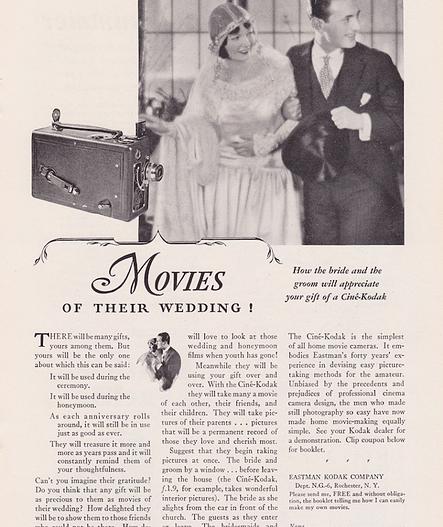 MOVIES
OF THEIR WEDDING!
How the bride and the
groom will appreciate
your gift of a Ciné-Kodak
THERE will be many gifts,
yours among them. But
yours will be the only one
about which this can be said:
It will be used during the
ceremony.
It will be used during the
honeymoon.
As each anniversary rolls
around, it will still be in use
just as good as ever.
They will treasure it more and
more as years pass and it will
constantly remind them of
your thoughtfulness.
Can't you imagine their gratitude?
Do you think that any gift will be
as precious to them as movies of
their wedding? How delighted they
will be to show them to those friends
will love to look at those
wedding and honeymoon
films when youth has gone!
Meanwhile they will be
using your gift over and
over. With the Ciné-Kodak
they will take many a movie
of each other, their friends, and
their children. They will take pic-
tures of their parents . . . pictures
that will be a permanent record of
those they love and cherish most.
Suggest that they begin taking
pictures at once. The bride and
groom by a window . . . before leav-
ing the house (the Ciné-Kodak,
f.1.9, for example, takes wonderful
interior pictures). The bride as she
alights from the car in front of the
church. The guests as they enter
or leave. The bridesmaids and
The Ciné-Kodak is the simplest
of all home movie cameras. It em-
bodies Eastman's forty years' ex-
perience in devising easy picture-
taking methods for the amateur.
Unbiased by the precedents and
prejudices of professional cinema
camera design, the men who made
still photography so easy have now
made home movie-making equally
simple. See your Kodak dealer for
a demonstration. Clip coupon below
for booklet.
EASTMAN KODAK COMPANY
Dept. N.G.-6, Rochester, N. Y.
Please send me, FREE and without obliga-
tion, the booklet telling me how I can easily
make my own movies.
Name